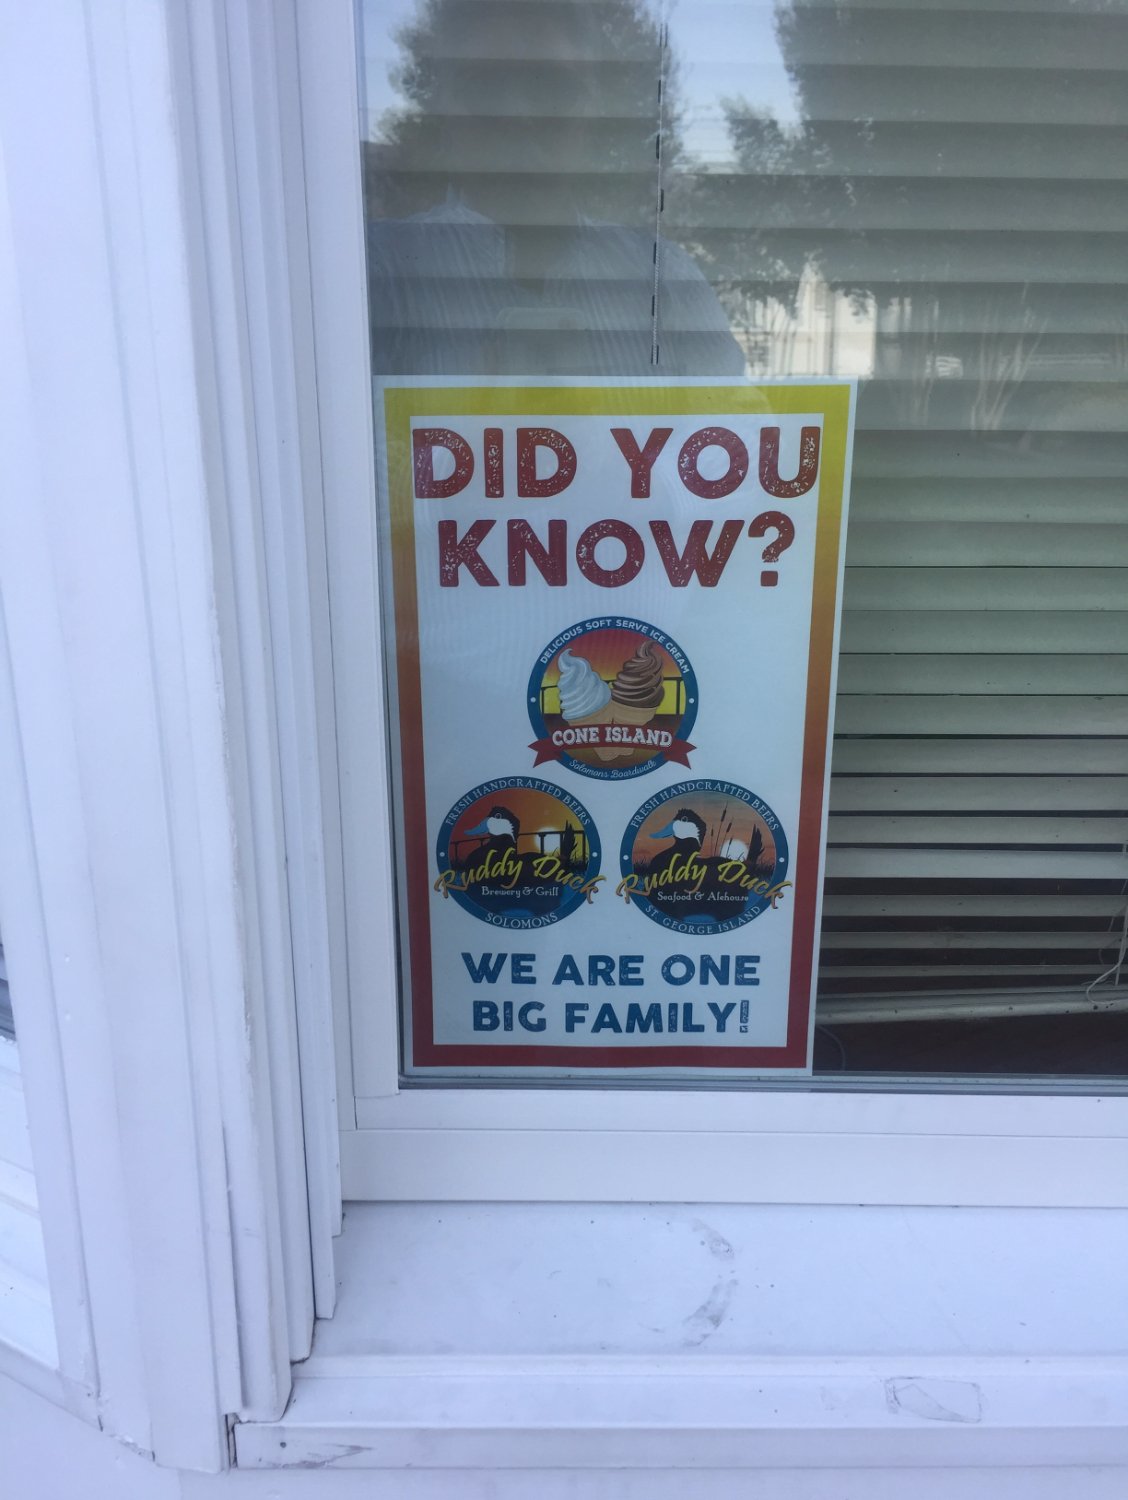 DID YOU
KNOW?
DELICIOUS SOFT SERVE ICE CREAM
CONE ISLAND
Solomons Boardwalk
FRESH HANDCRAFTED BEERS
Ruddy Duck
Brewery & Grill
SOLOMONS
FRESH HANDCRAFTED BEERS
Ruddy Duck
Seafood & Alehouse
ST. GEORGE ISLAND
WE ARE ONE
BIG FAMILY!